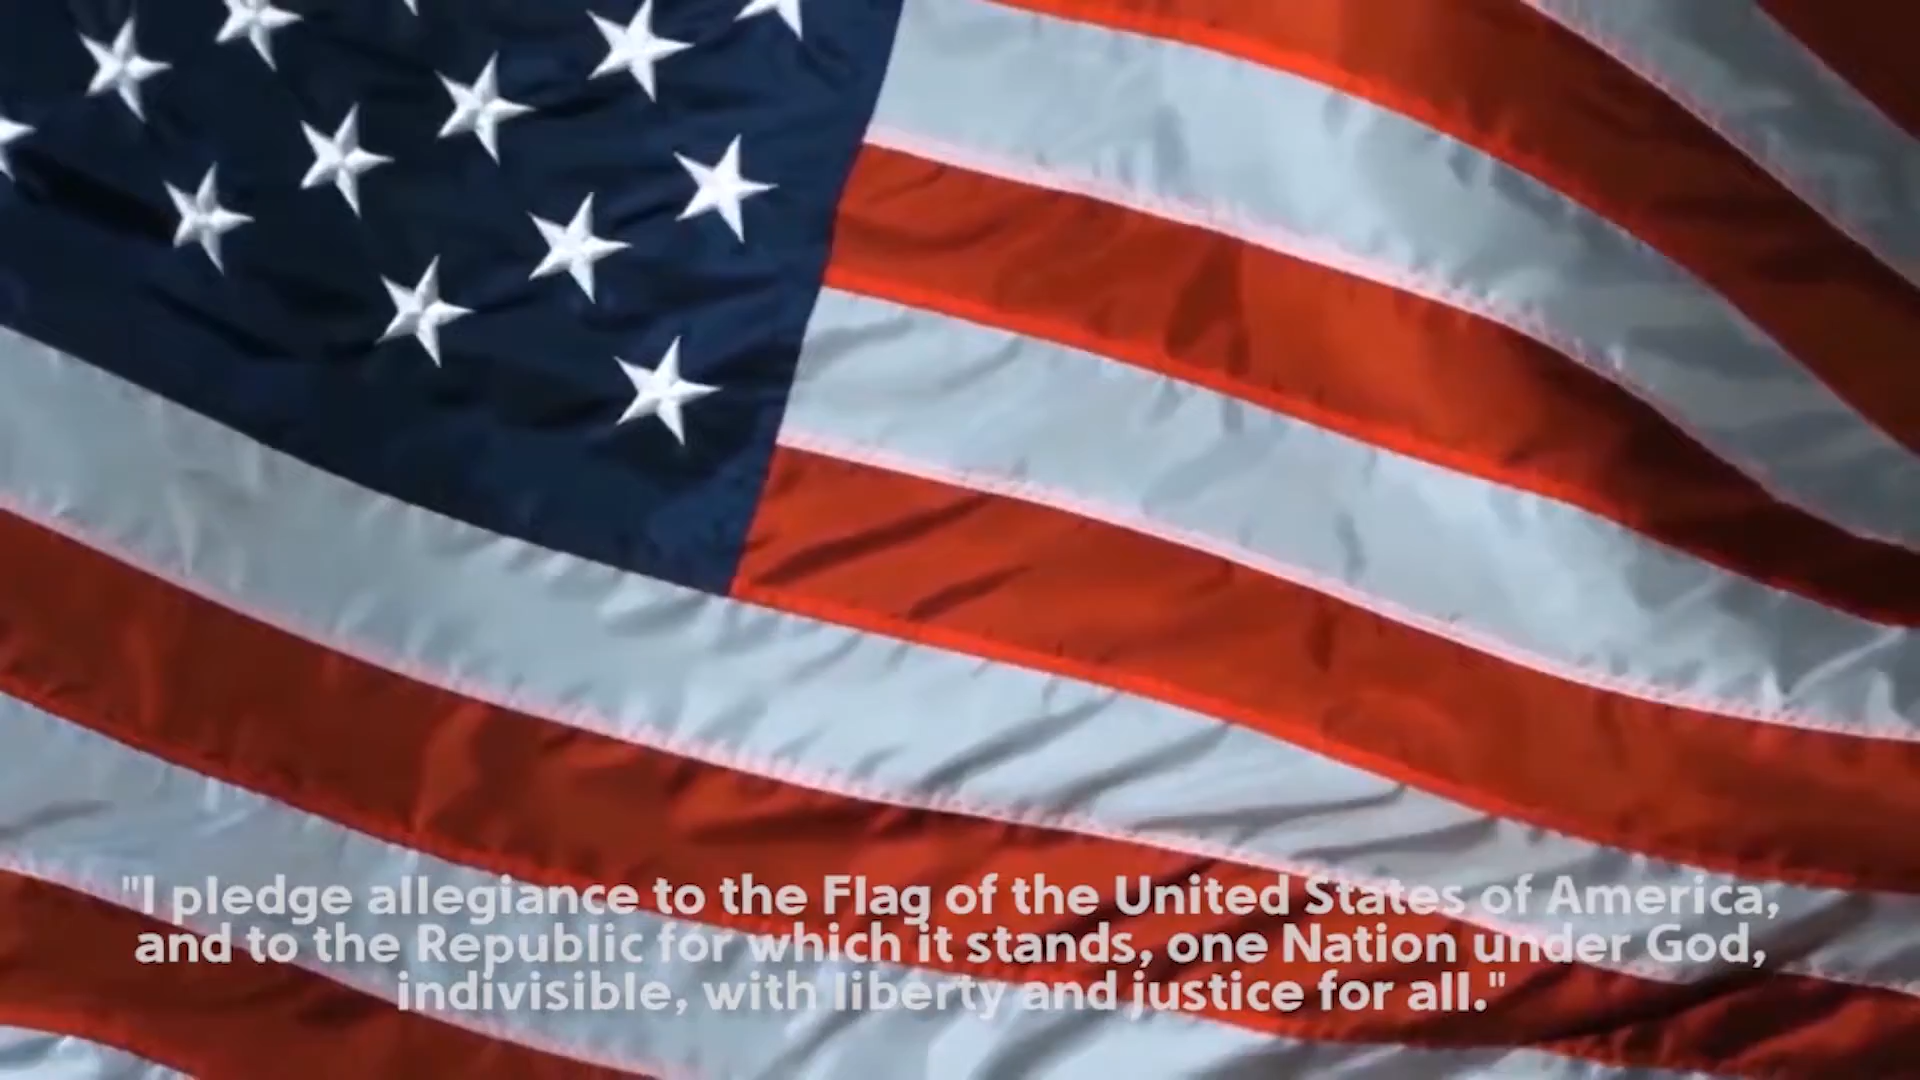 "I pledge allegiance to the Flag of the United States of America,
and to the Republic for which it stands, one Nation under God,
indivisible, with liberty and justice for all."